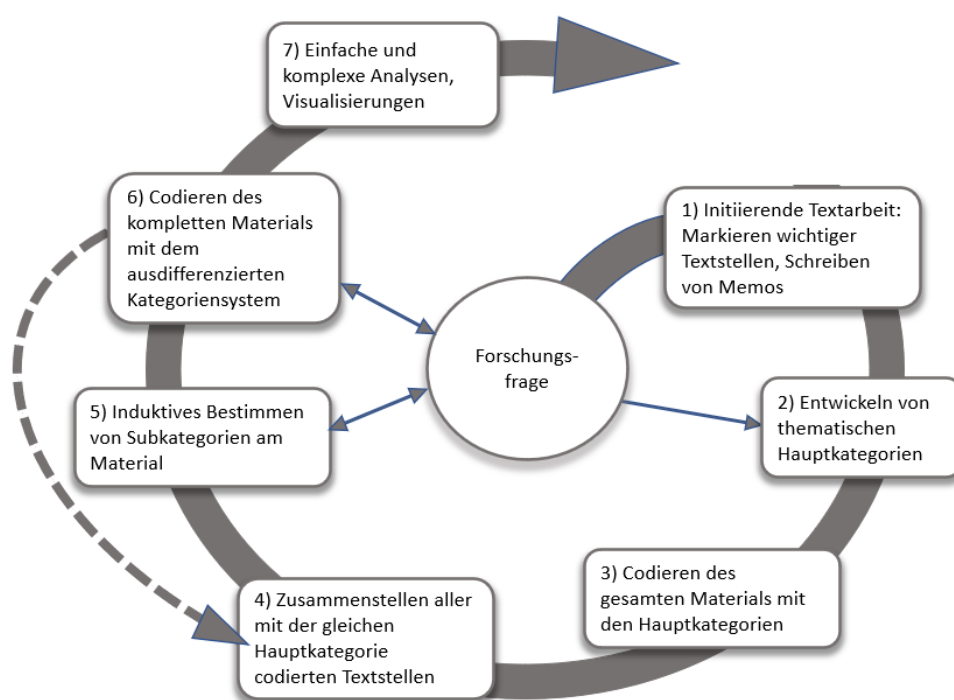 7) Einfache und
komplexe Analysen,
Visualisierungen
6) Codieren des
kompletten Materials
mit dem
ausdifferenzierten
Kategoriensystem
1) Initiierende Textarbeit:
Markieren wichtiger
Textstellen, Schreiben
von Memos
Forschungs-
frage
5) Induktives Bestimmen
von Subkategorien am
Material
2) Entwickeln von
thematischen
Hauptkategorien
4) Zusammenstellen aller
mit der gleichen
Hauptkategorie
codierten Textstellen
3) Codieren des
gesamten Materials mit
den Hauptkategorien